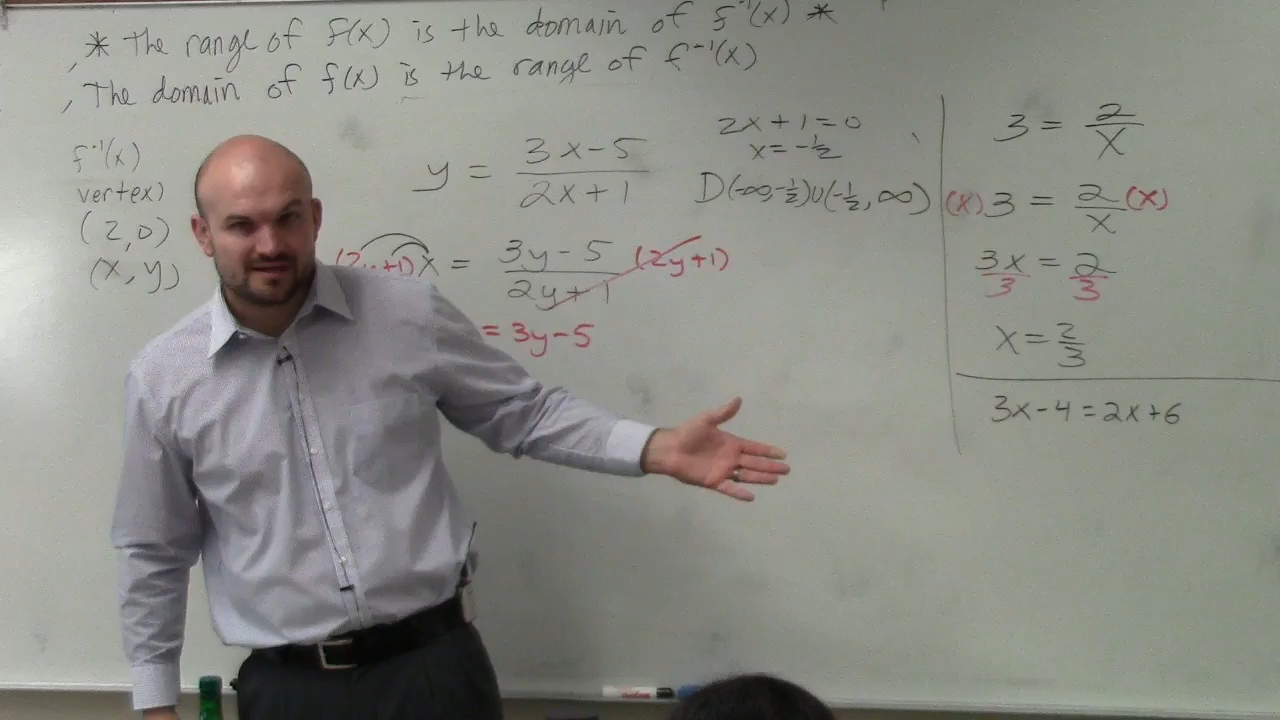 * The range of f(x) is the domain of f⁻¹(x) *
, The domain of f(x) is the range of f⁻¹(x)
f⁻¹(x)
vertex)
(2,0)
(x, y)
y = (3x-5)/(2x+1)
(2y+1)x = (3y-5)/(2y+1) (2y+1)
= 3y-5
2x+1=0
x=-1/2
D(-∞,-1/2)∪(-1/2, ∞)
3 = 2/x
(x)3 = 2/x (x)
3x/3 = 2/3
x = 2/3
3x-4=2x+6